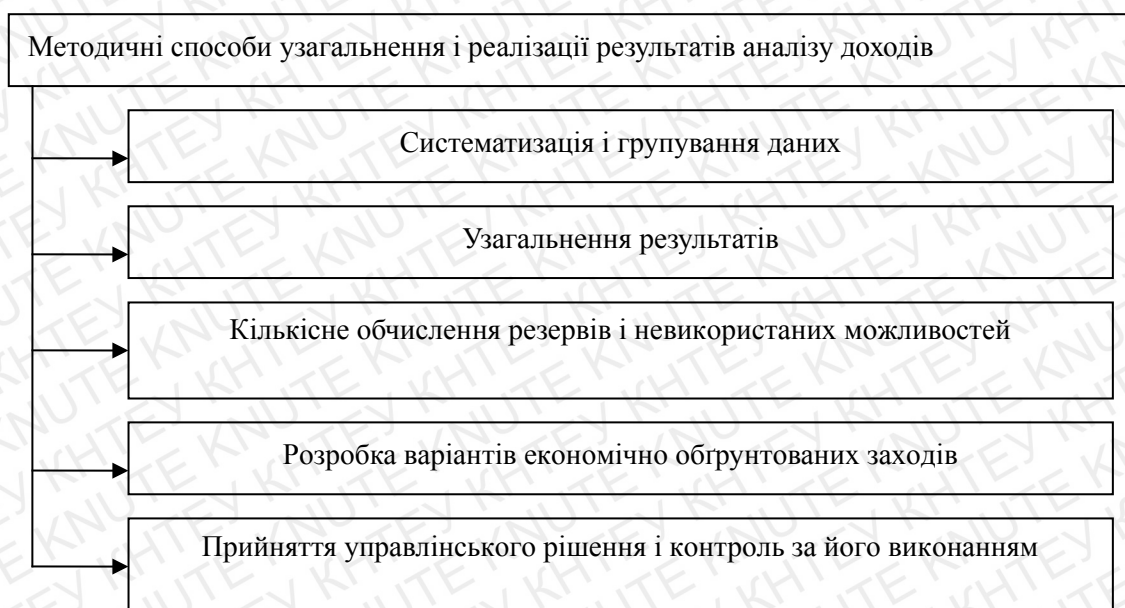 Методичні способи узагальнення і реалізації результатів аналізу доходів
Систематизація і групування даних
Узагальнення результатів
Кількісне обчислення резервів і невикористаних можливостей
Розробка варіантів економічно обґрунтованих заходів
Прийняття управлінського рішення і контроль за його виконанням